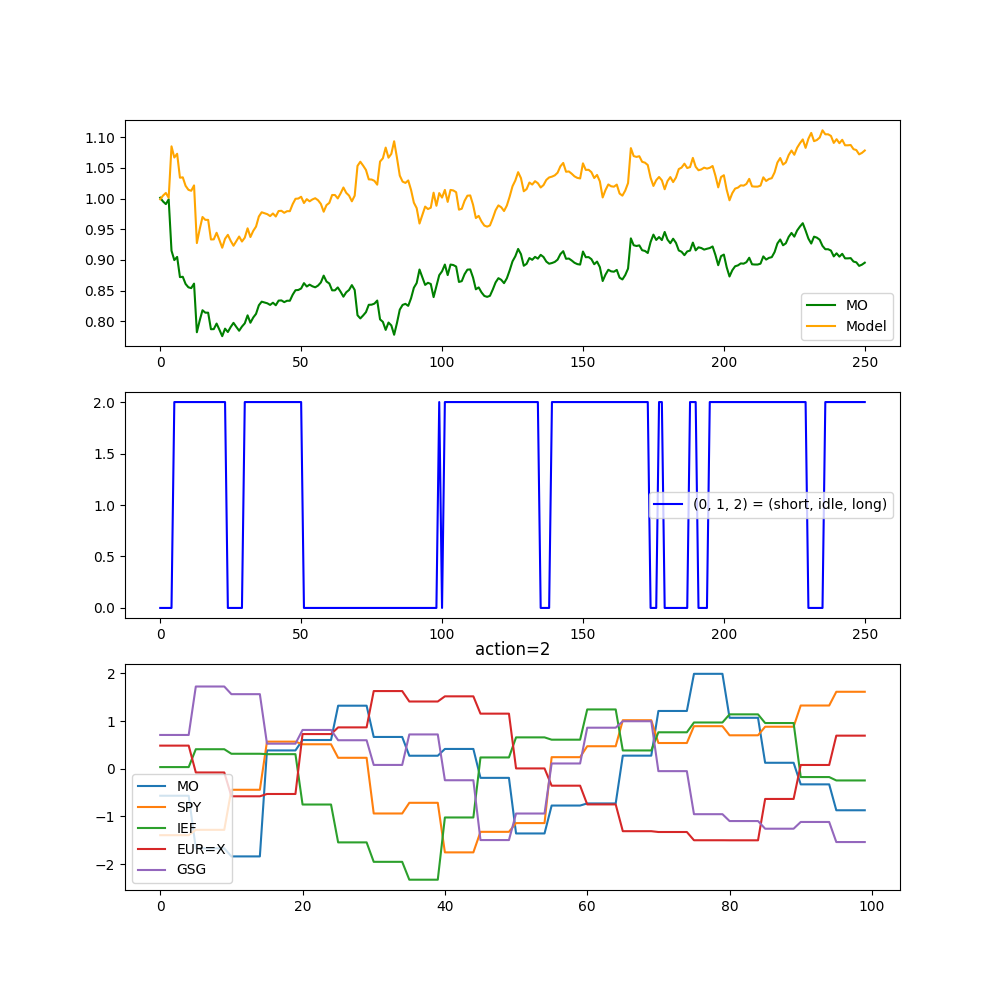 1.10
1.05
1.00
0.95
0.90
0.85
0.80
MO
Model
0 50 100 150 200 250
2.0
1.5
1.0
0.5
0.0
(0, 1, 2) = (short, idle, long)
0 50 100 150 200 250
action=2
2
1
0
−1
−2
MO
SPY
IEF
EUR=X
GSG
0 20 40 60 80 100